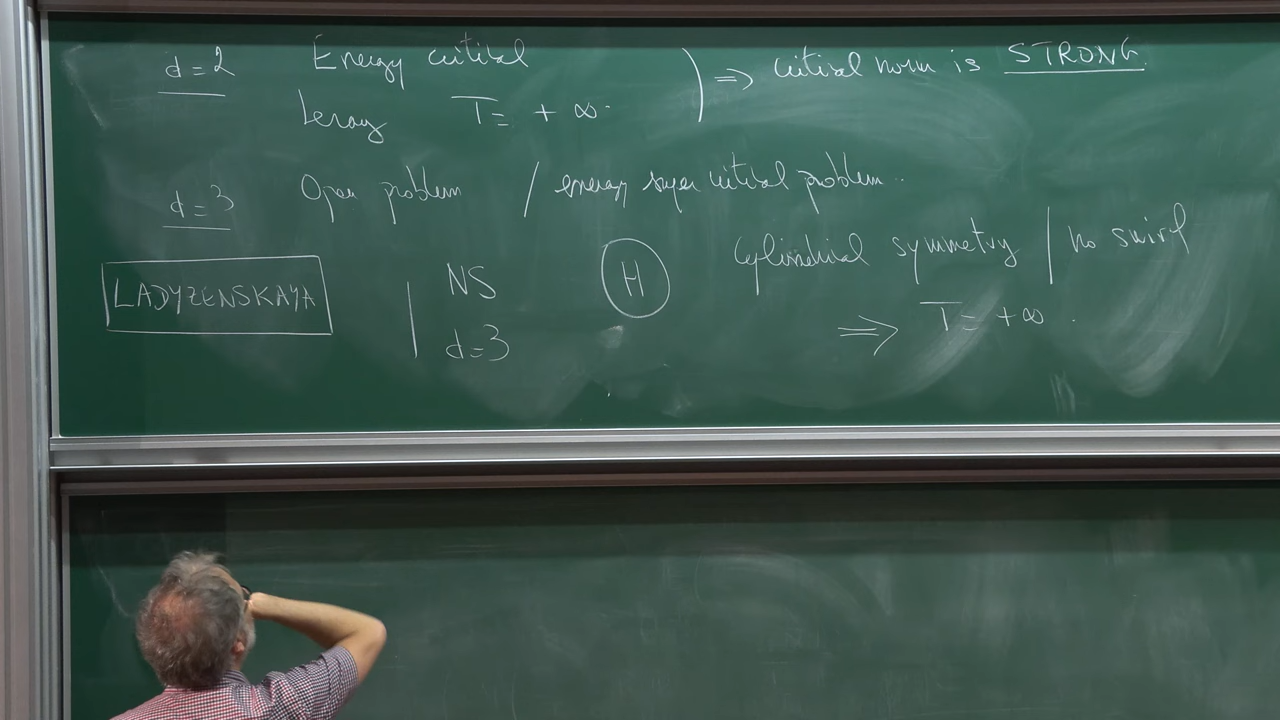 d=2 Energy critical ) ⇒ critical norm is STRONG.
Leray T = +∞.
d=3 Open problem / energy super critical problem.
Cylindrical symmetry / no swirl
LADYZENSKAYA | NS H
d=3 ⇒ T = +∞.